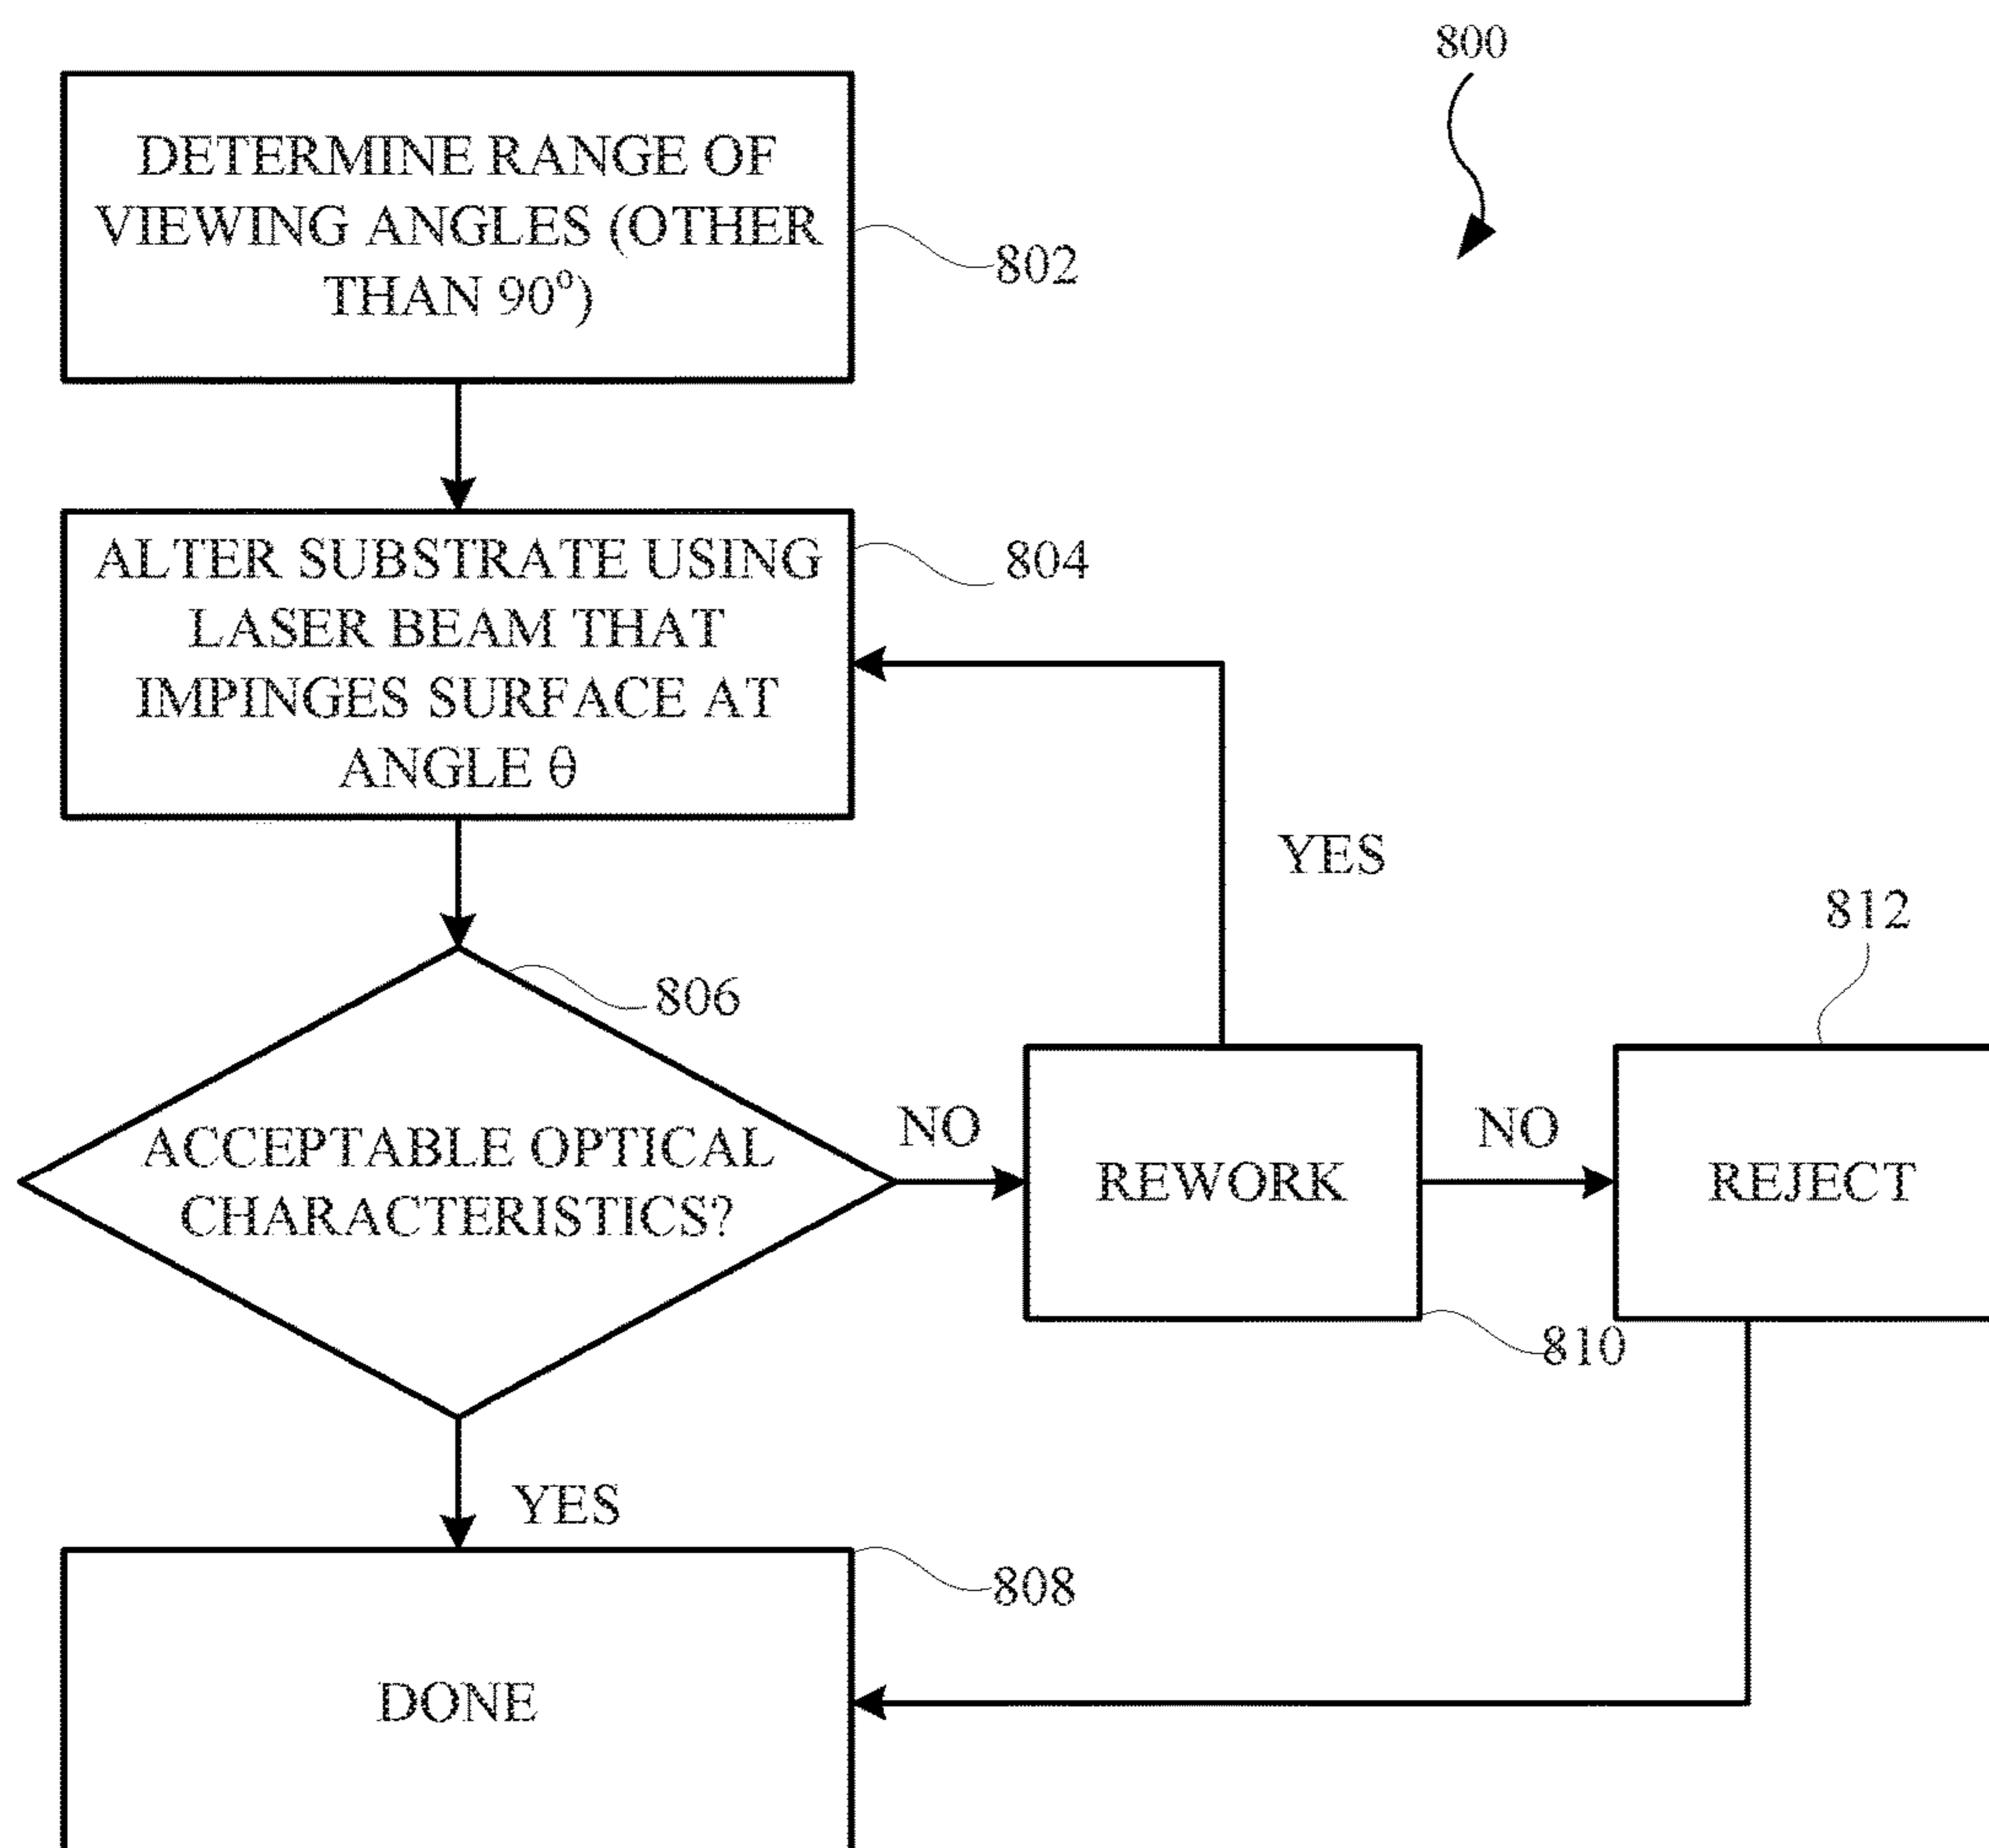 800
DETERMINE RANGE OF
VIEWING ANGLES (OTHER
THAN 90º)
802
ALTER SUBSTRATE USING
LASER BEAM THAT
IMPINGES SURFACE AT
ANGLE θ
804
YES
812
806
ACCEPTABLE OPTICAL
CHARACTERISTICS?
NO
REWORK
NO
REJECT
810
YES
808
DONE